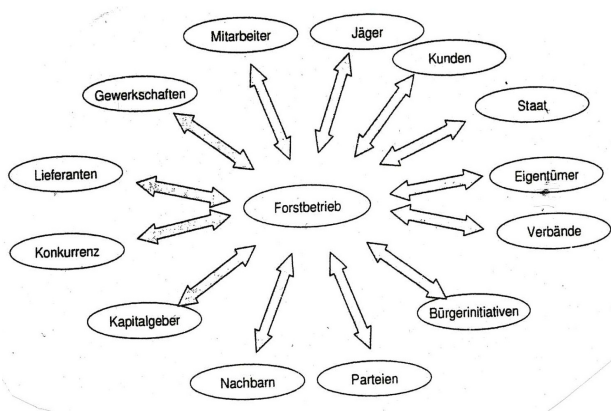 Mitarbeiter
Jäger
Kunden
Gewerkschaften
Staat
Lieferanten
Eigentümer
Forstbetrieb
Verbände
Konkurrenz
Bürgerinitiativen
Kapitalgeber
Nachbarn
Parteien